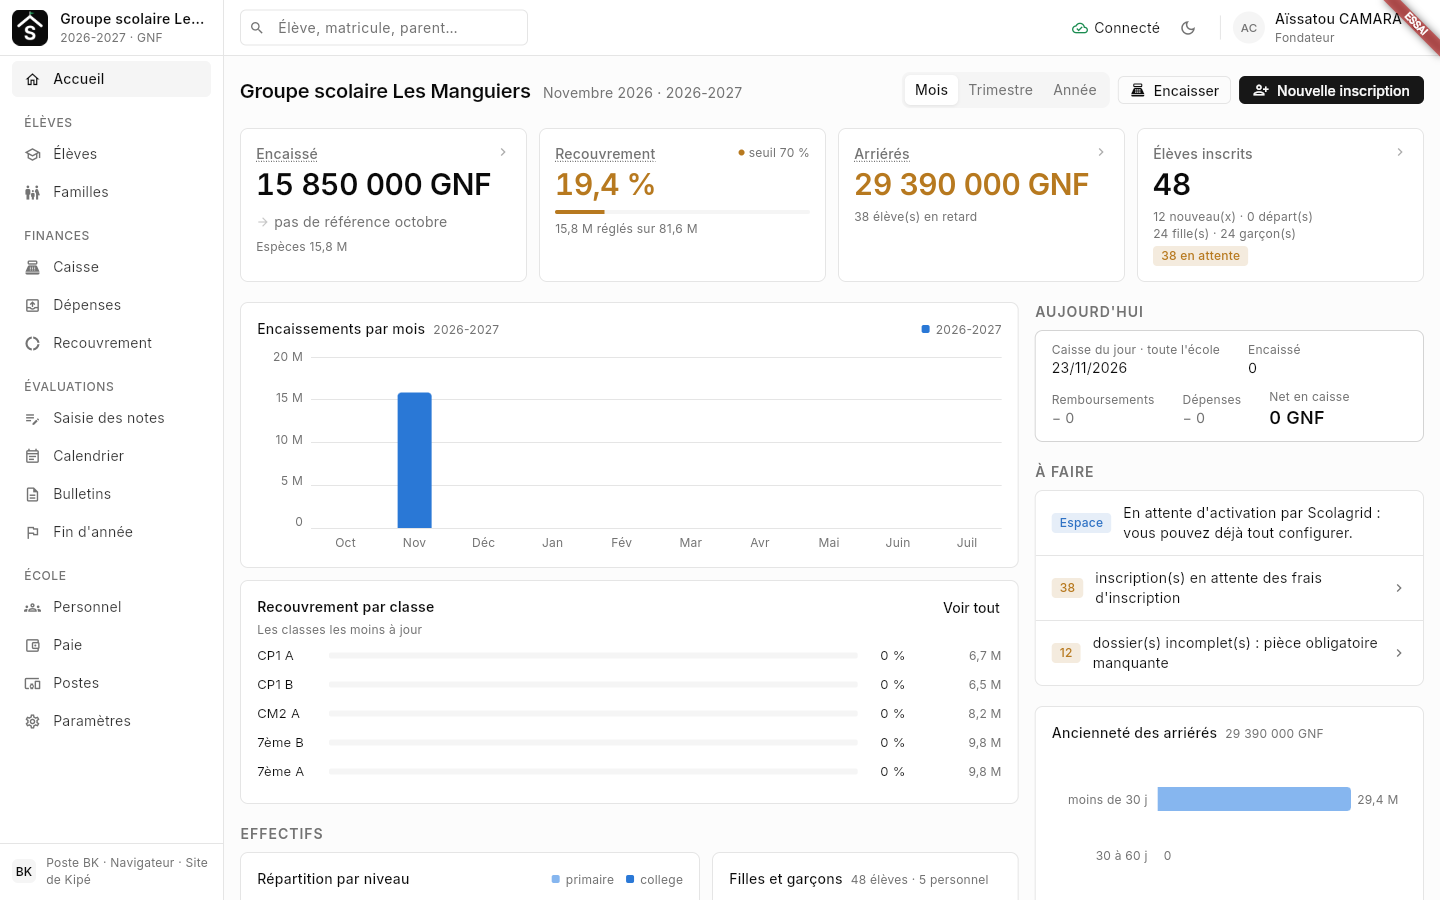 Groupe scolaire Le...
2026-2027 · GNF
Élève, matricule, parent...
Connecté
AC
Aïssatou CAMARA
Fondateur
ESSAI
Accueil
ÉLÈVES
Élèves
Familles
FINANCES
Caisse
Dépenses
Recouvrement
ÉVALUATIONS
Saisie des notes
Calendrier
Bulletins
Fin d'année
ÉCOLE
Personnel
Paie
Postes
Paramètres
BK
Poste BK · Navigateur · Site
de Kipé
Groupe scolaire Les Manguiers Novembre 2026 · 2026-2027
Mois Trimestre Année
Encaisser
Nouvelle inscription
Encaissé
15 850 000 GNF
→ pas de référence octobre
Espèces 15,8 M
Recouvrement
seuil 70 %
19,4 %
15,8 M réglés sur 81,6 M
Arriérés
29 390 000 GNF
38 élève(s) en retard
Élèves inscrits
48
12 nouveau(x) · 0 départ(s)
24 fille(s) · 24 garçon(s)
38 en attente
Encaissements par mois 2026-2027
2026-2027
20 M
15 M
10 M
5 M
0
Oct Nov Déc Jan Fév Mar Avr Mai Juin Juil
Recouvrement par classe
Voir tout
Les classes les moins à jour
CP1 A 0 % 6,7 M
CP1 B 0 % 6,5 M
CM2 A 0 % 8,2 M
7ème B 0 % 9,8 M
7ème A 0 % 9,8 M
EFFECTIFS
Répartition par niveau
primaire college
Filles et garçons 48 élèves · 5 personnel
AUJOURD'HUI
Caisse du jour · toute l'école
23/11/2026
Encaissé
0
Remboursements
− 0
Dépenses
− 0
Net en caisse
0 GNF
À FAIRE
Espace
En attente d'activation par Scolagrid :
vous pouvez déjà tout configurer.
38
inscription(s) en attente des frais
d'inscription
12
dossier(s) incomplet(s) : pièce obligatoire
manquante
Ancienneté des arriérés 29 390 000 GNF
moins de 30 j 29,4 M
30 à 60 j 0